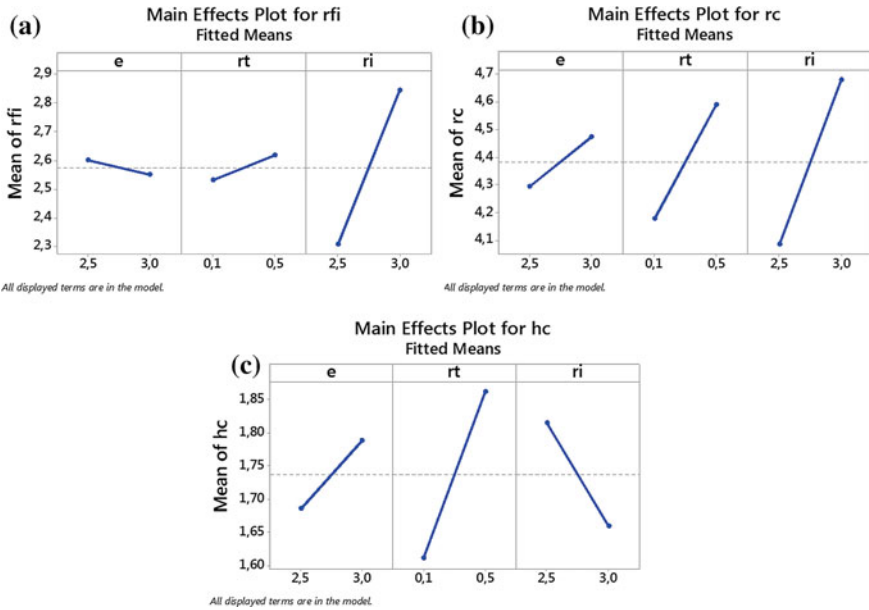 (a)
Main Effects Plot for rfi
Fitted Means
e rt ri
Mean of rfi
2,9
2,8
2,7
2,6
2,5
2,4
2,3
2,5 3,0 0,1 0,5 2,5 3,0
All displayed terms are in the model.
(b)
Main Effects Plot for rc
Fitted Means
e rt ri
Mean of rc
4,7
4,6
4,5
4,4
4,3
4,2
4,1
2,5 3,0 0,1 0,5 2,5 3,0
All displayed terms are in the model.
(c)
Main Effects Plot for hc
Fitted Means
e rt ri
Mean of hc
1,85
1,80
1,75
1,70
1,65
1,60
2,5 3,0 0,1 0,5 2,5 3,0
All displayed terms are in the model.